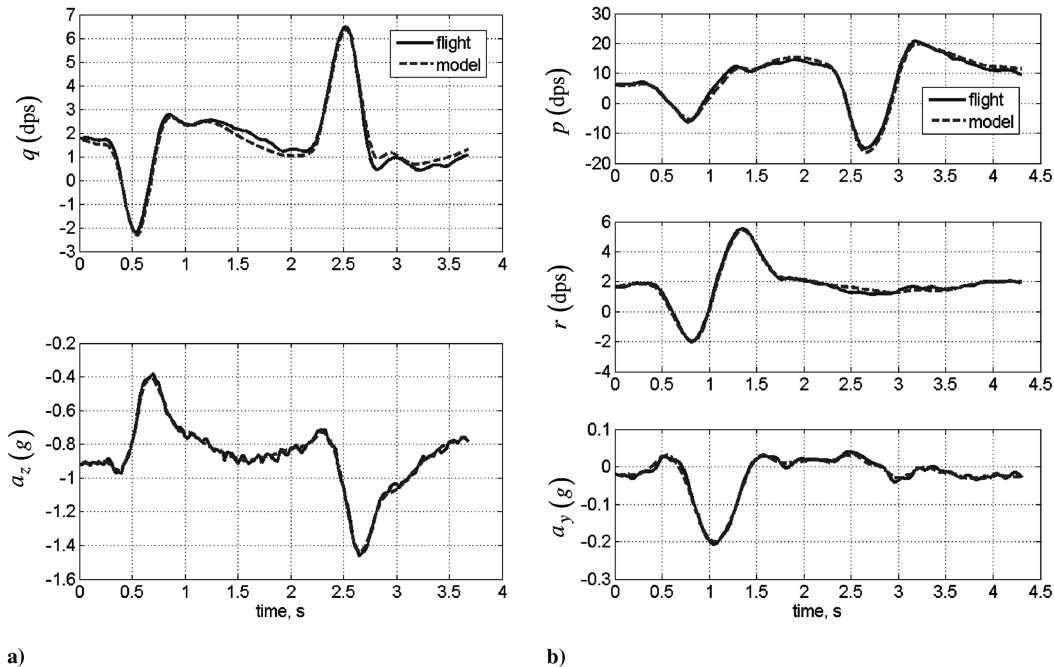 7
6
5
4
3
2
1
0
-1
-2
-3
q (dps)
flight
model
0 0.5 1 1.5 2 2.5 3 3.5 4
-0.2
-0.4
-0.6
-0.8
-1
-1.2
-1.4
-1.6
a_z (g)
0 0.5 1 1.5 2 2.5 3 3.5 4
time, s
a)
30
20
10
0
-10
-20
p (dps)
flight
model
0 0.5 1 1.5 2 2.5 3 3.5 4 4.5
6
4
2
0
-2
-4
r (dps)
0 0.5 1 1.5 2 2.5 3 3.5 4 4.5
0.1
0
-0.1
-0.2
-0.3
a_y (g)
0 0.5 1 1.5 2 2.5 3 3.5 4 4.5
time, s
b)